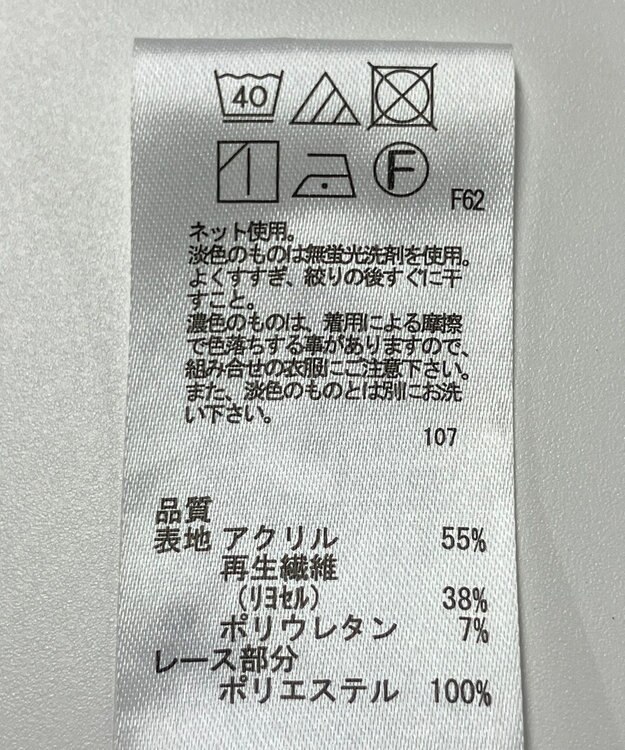 40
F
F62
ネット使用。
淡色のものは無蛍光洗剤を使用。
よくすすぎ、絞りの後すぐに干
すこと。
濃色のものは、着用による摩擦
で色落ちする事がありますので、
組み合せの衣服にご注意下さい。
また、淡色のものとは別にお洗
い下さい。
107
品質
表地 アクリル 55%
再生繊維
(リヨセル) 38%
ポリウレタン 7%
レース部分
ポリエステル 100%